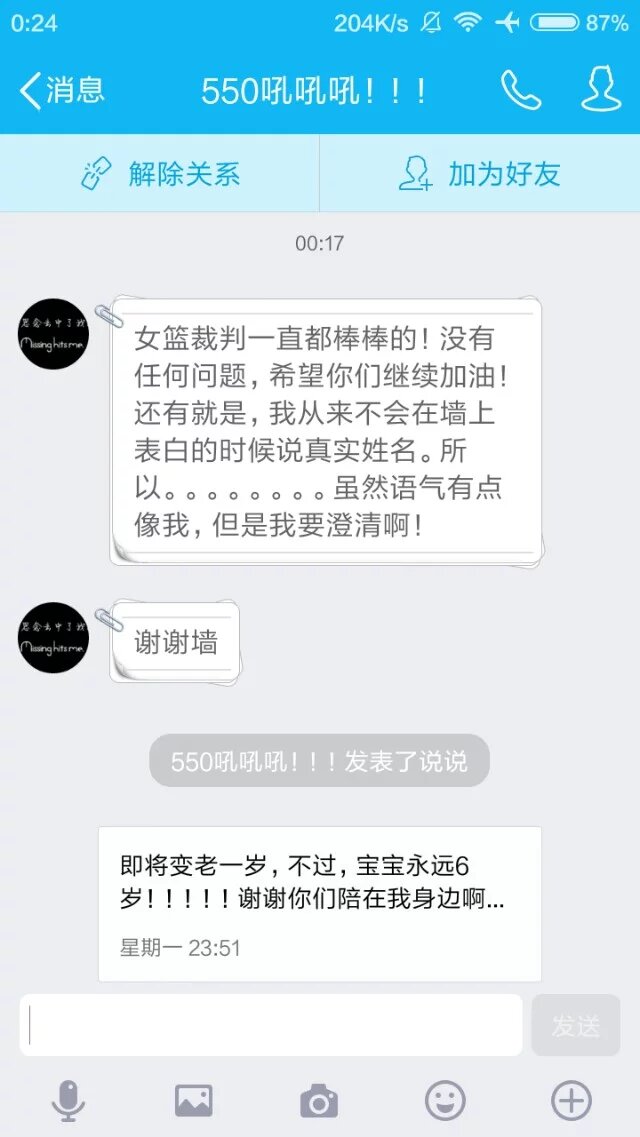 0:24 204K/s 87%
消息 550吼吼吼！！！
解除关系 加为好友
00:17
思念击中了我
Missing hits me.
女篮裁判一直都棒棒的！没有
任何问题，希望你们继续加油！
还有就是，我从来不会在墙上
表白的时候说真实姓名。所
以。。。。。。。。虽然语气有点
像我，但是我要澄清啊！
思念击中了我
Missing hits me.
谢谢墙
550吼吼吼！！！发表了说说
即将变老一岁，不过，宝宝永远6
岁！！！！！谢谢你们陪在我身边啊...
星期一 23:51
发送